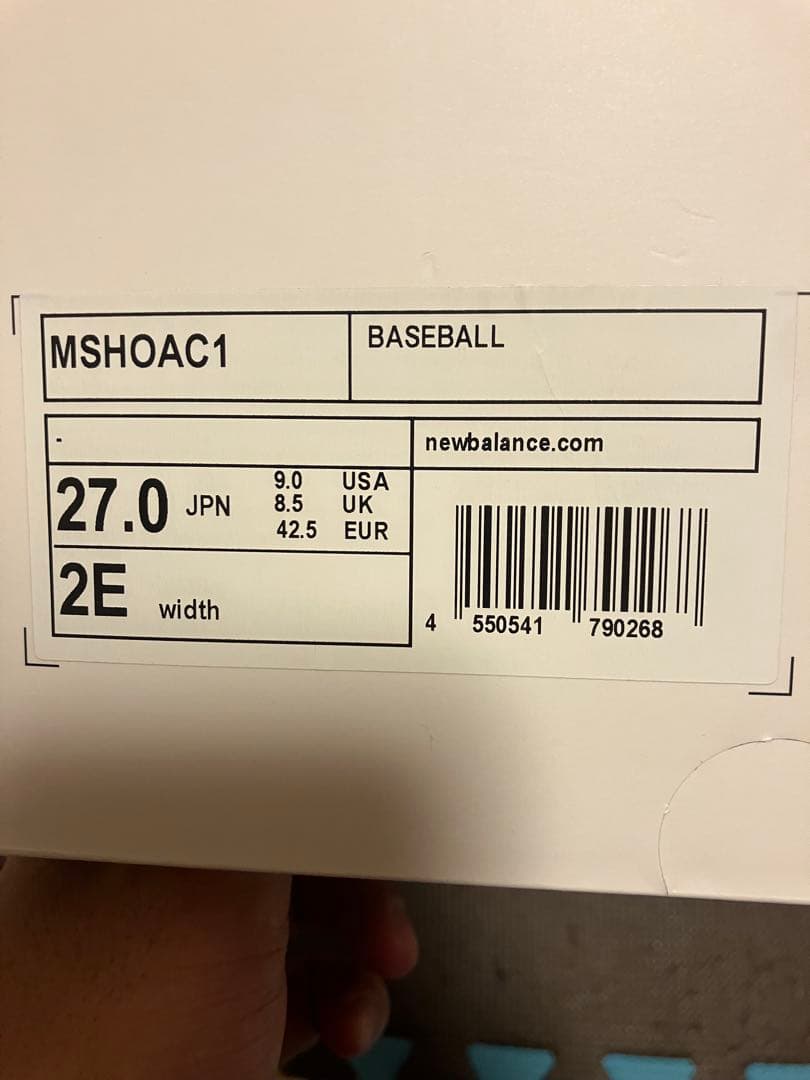 MSHOAC1
BASEBALL
-
newbalance.com
27.0 JPN
9.0 USA
8.5 UK
42.5 EUR
2E width
4 550541 790268